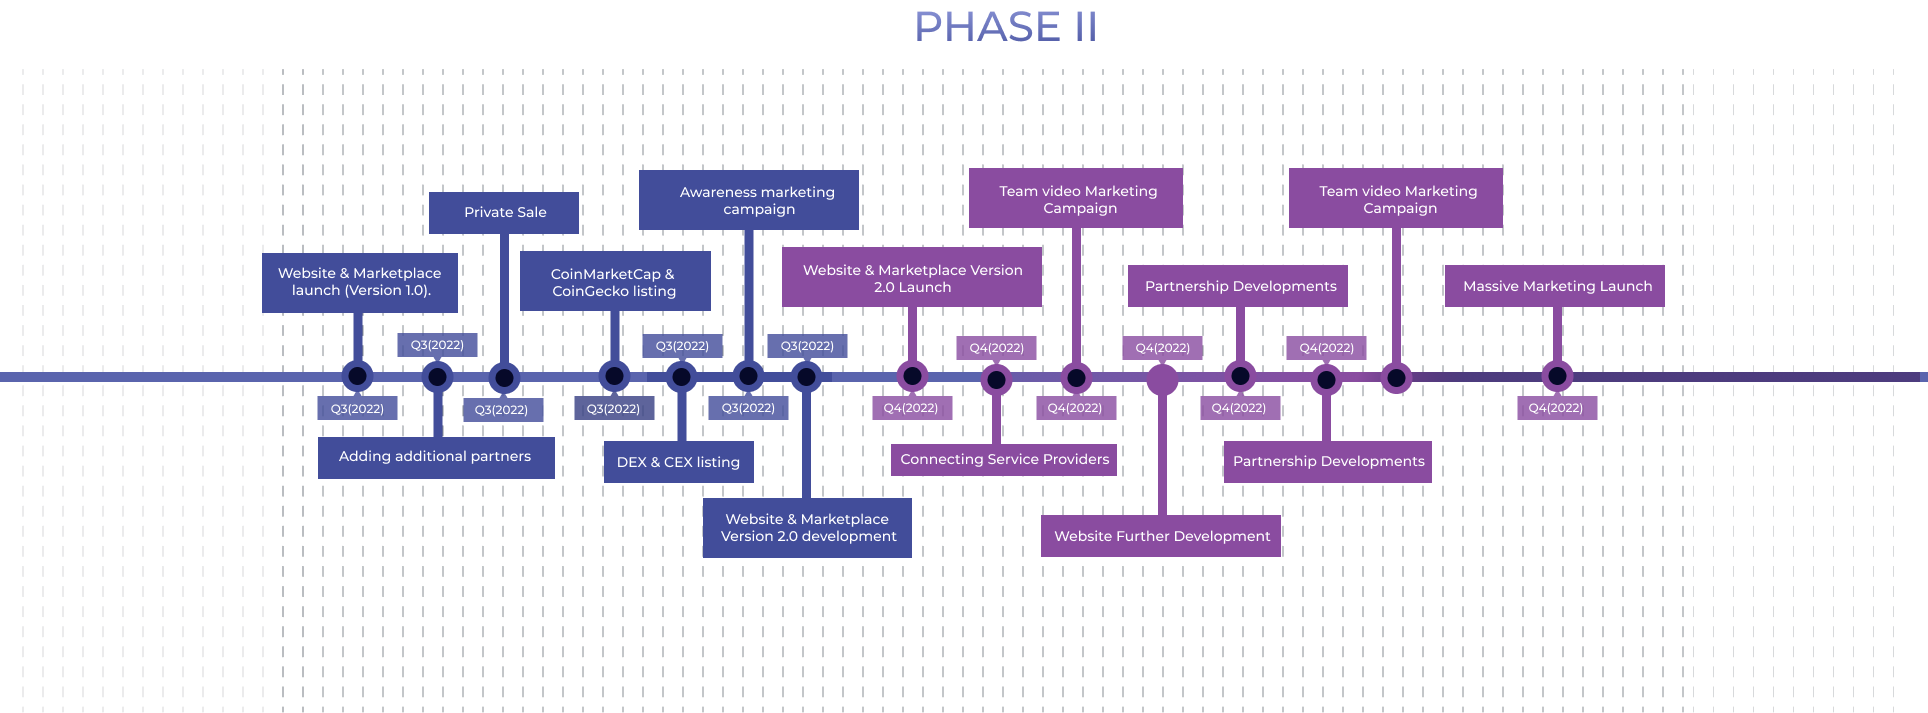 PHASE II
Team video Marketing
Campaign
Team video Marketing
Campaign
Awareness marketing
campaign
Private Sale
Website & Marketplace
launch (Version 1.0).
CoinMarketCap &
CoinGecko listing
Website & Marketplace Version
2.0 Launch
Partnership Developments
Massive Marketing Launch
Q3(2022)
Q3(2022)
Q3(2022)
Q4(2022)
Q4(2022)
Q4(2022)
Q3(2022)
Q3(2022)
Q3(2022)
Q3(2022)
Q4(2022)
Q4(2022)
Q4(2022)
Q4(2022)
Adding additional partners
DEX & CEX listing
Connecting Service Providers
Partnership Developments
Website & Marketplace
Version 2.0 development
Website Further Development